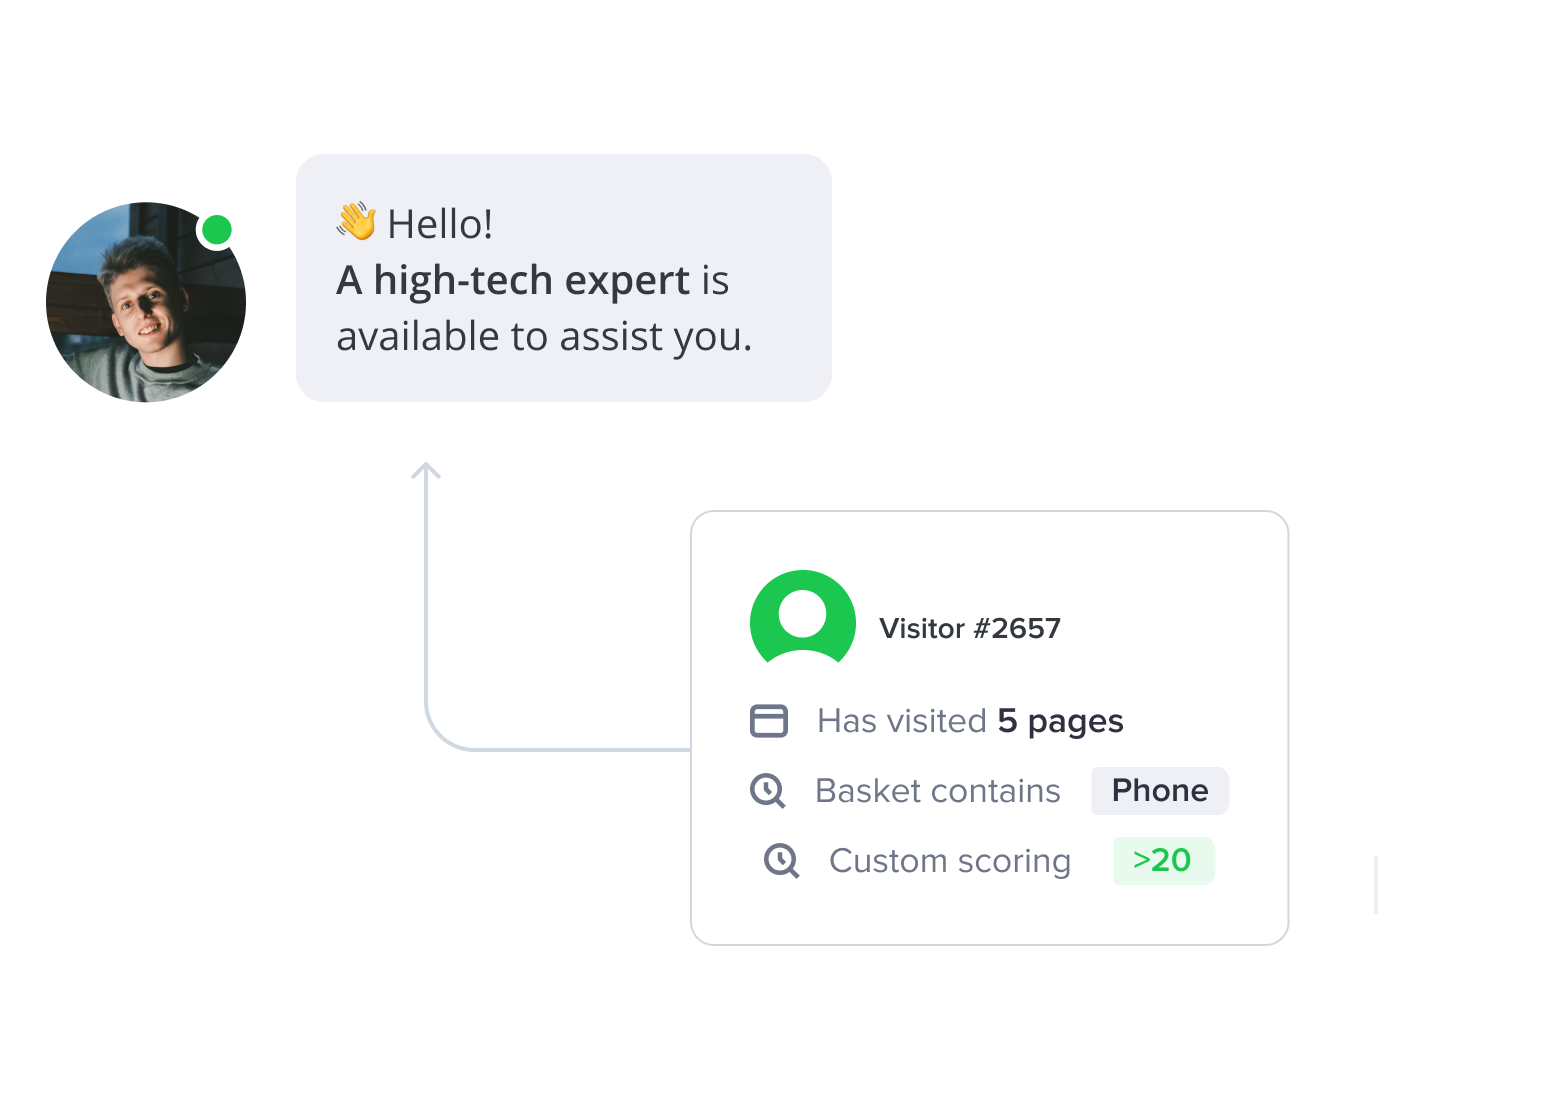 👋 Hello!
A high-tech expert is
available to assist you.
Visitor #2657
Has visited 5 pages
Basket contains Phone
Custom scoring >20